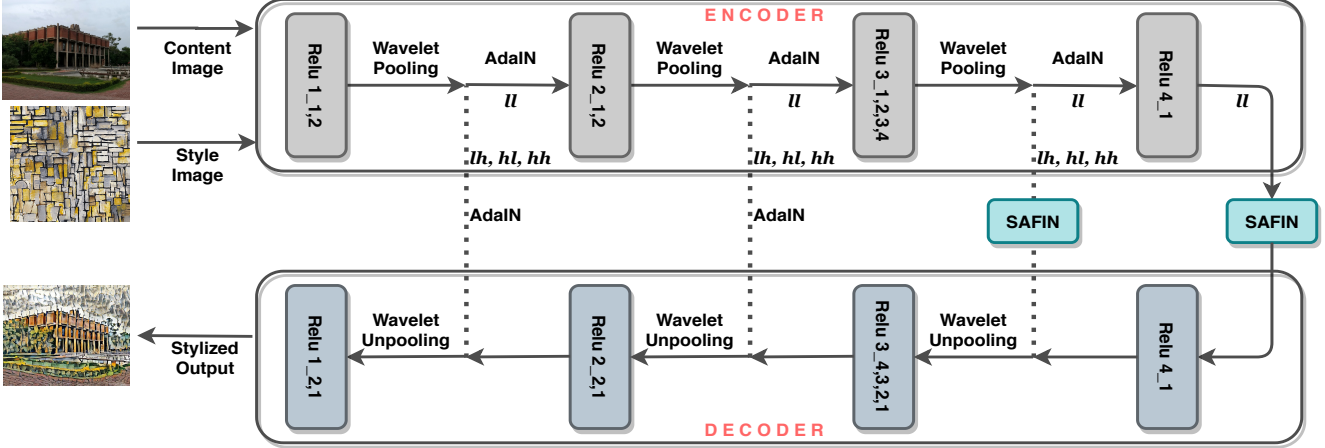 ENCODER
Content
Image
Style
Image
Relu 1_1,2
Wavelet
Pooling
AdaIN
ll
Relu 2_1,2
Wavelet
Pooling
AdaIN
ll
Relu 3_1,2,3,4
Wavelet
Pooling
AdaIN
ll
Relu 4_1
ll
lh, hl, hh
lh, hl, hh
lh, hl, hh
AdaIN
AdaIN
SAFIN
SAFIN
Stylized
Output
Relu 1_2,1
Wavelet
Unpooling
Relu 2_2,1
Wavelet
Unpooling
Relu 3_4,3,2,1
Wavelet
Unpooling
Relu 4_1
DECODER